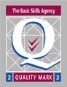 The Basic Skills Agency
Q
2 QUALITY MARK 2